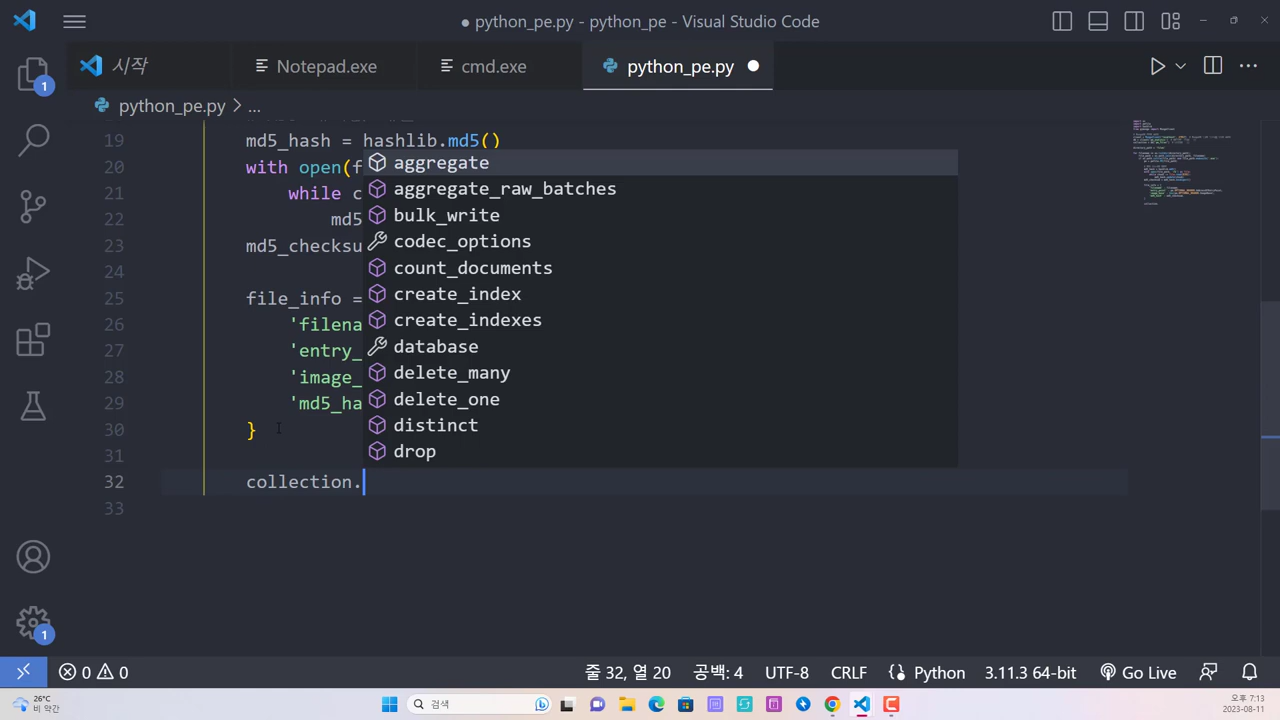 python_pe.py - python_pe - Visual Studio Code
시작
Notepad.exe
cmd.exe
python_pe.py
python_pe.py > ...
1
19 md5_hash = hashlib.md5()
20 with open(f
21 while c
22 md5
23 md5_checksu
24
25 file_info =
26 'filena
27 'entry_
28 'image_
29 'md5_ha
30 }
31
32 collection.
33
aggregate
aggregate_raw_batches
bulk_write
codec_options
count_documents
create_index
create_indexes
database
delete_many
delete_one
distinct
drop
1
0 0 줄 32, 열 20 공백: 4 UTF-8 CRLF Python 3.11.3 64-bit Go Live
26°C
비 약간
검색
오후 7:13
2023-08-11